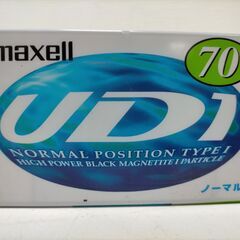 maxell
70
UD1
NORMAL POSITION TYPE I
HIGH POWER BLACK MAGNETITE PARTICLE
ノーマル